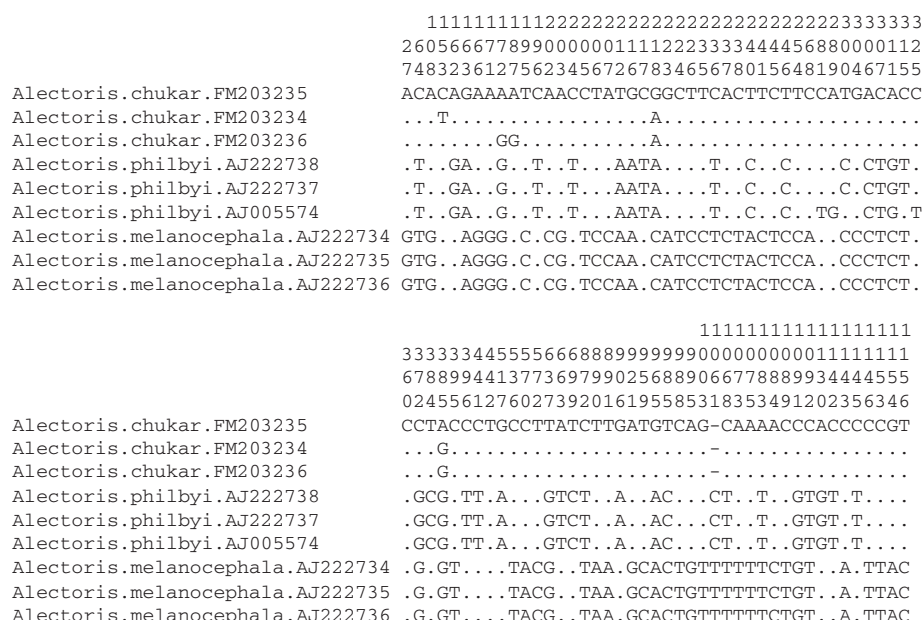 111111111122222222222222222222222223333333
26056667789900000011112223333444456880000112
74832361275623456726783465678015648190467155
Alectoris.chukar.FM203235 ACACAGAAAATCAACCTATGCGGCTTCACTTCTTCCATGACACC
Alectoris.chukar.FM203234 ...T.................A......................
Alectoris.chukar.FM203236 ........GG...........A......................
Alectoris.philbyi.AJ222738 .T..GA..G..T..T...AATA....T..C..C....C.CTGT.
Alectoris.philbyi.AJ222737 .T..GA..G..T..T...AATA....T..C..C....C.CTGT.
Alectoris.philbyi.AJ005574 .T..GA..G..T..T...AATA....T..C..C..TG..CTG.T
Alectoris.melanocephala.AJ222734 GTG..AGGG.C.CG.TCCAA.CATCCTCTACTCCA..CCCTCT.
Alectoris.melanocephala.AJ222735 GTG..AGGG.C.CG.TCCAA.CATCCTCTACTCCA..CCCTCT.
Alectoris.melanocephala.AJ222736 GTG..AGGG.C.CG.TCCAA.CATCCTCTACTCCA..CCCTCT.
111111111111111111
3333334455556668889999999000000000011111111
6788994413773697990256889066778889934444555
0245561276027392016195585318353491202356346
Alectoris.chukar.FM203235 CCTACCCTGCCTTATCTTGATGTCAG-CAAAACCCACCCCCGT
Alectoris.chukar.FM203234 ...G......................-................
Alectoris.chukar.FM203236 ...G......................-................
Alectoris.philbyi.AJ222738 .GCG.TT.A...GTCT..A..AC...CT..T..GTGT.T....
Alectoris.philbyi.AJ222737 .GCG.TT.A...GTCT..A..AC...CT..T..GTGT.T....
Alectoris.philbyi.AJ005574 .GCG.TT.A...GTCT..A..AC...CT..T..GTGT.T....
Alectoris.melanocephala.AJ222734 .G.GT....TACG..TAA.GCACTGTTTTTTCTGT..A.TTAC
Alectoris.melanocephala.AJ222735 .G.GT....TACG..TAA.GCACTGTTTTTTCTGT..A.TTAC
Alectoris.melanocephala.AJ222736 .G.GT....TACG..TAA.GCACTGTTTTTTCTGT..A.TTAC